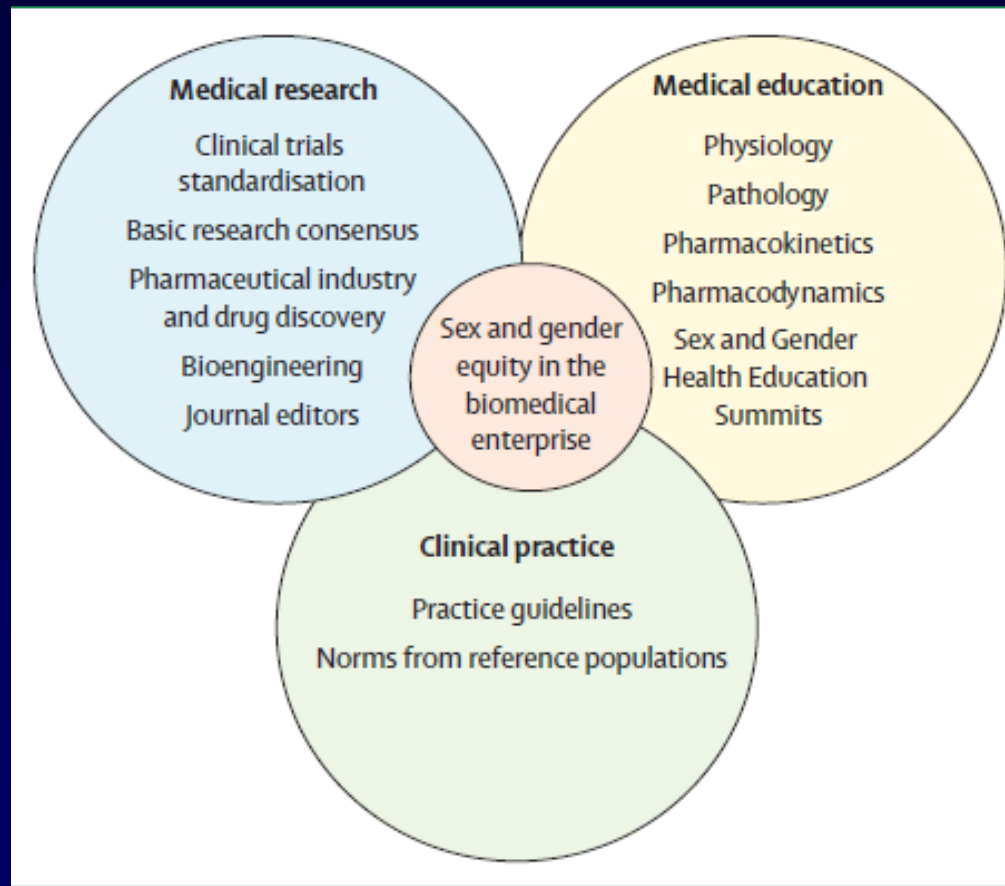 Medical research
Clinical trials
standardisation
Basic research consensus
Pharmaceutical industry
and drug discovery
Bioengineering
Journal editors
Medical education
Physiology
Pathology
Pharmacokinetics
Pharmacodynamics
Sex and Gender
Health Education
Summits
Sex and gender
equity in the
biomedical
enterprise
Clinical practice
Practice guidelines
Norms from reference populations